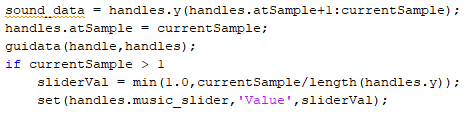 sound_data = handles.y(handles.atSample+1:currentSample);
handles.atSample = currentSample;
guidata(handle,handles);
if currentSample > 1
    sliderVal = min(1.0,currentSample/length(handles.y));
    set(handles.music_slider,'Value',sliderVal);